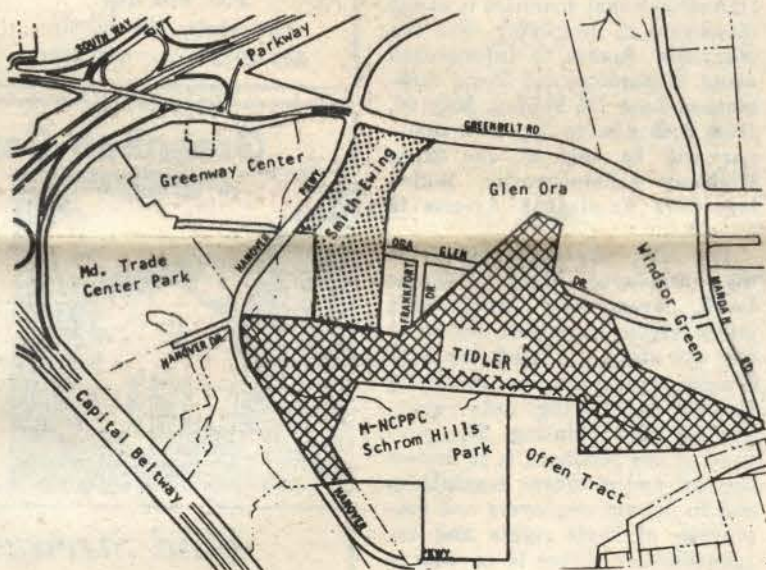 SOUTH WAY
Parkway
GREENBELT RD
Greenway Center
HANOVER PKWY.
Smith-Ewing
Glen Ora
ORA GLEN
DR
FRANKFORT
DR
Windsor Green
MANDAN RD
Md. Trade
Center Park
HANOVER DR.
TIDLER
Capital Beltway
M-NCPPC
Schrom Hills
Park
Offen Tract
HANOVER
PKWY.